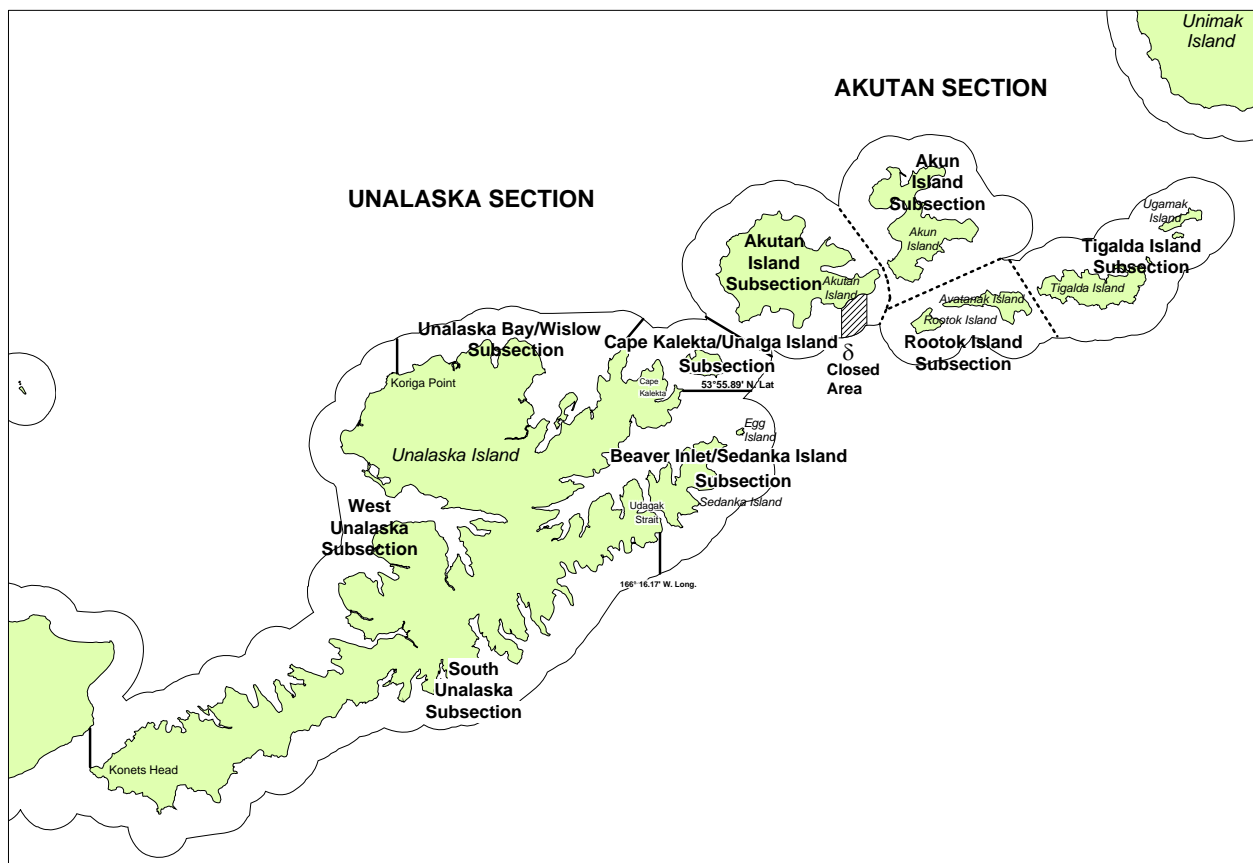 Unimak
Island
AKUTAN SECTION
UNALASKA SECTION
Akun
Island
Subsection
Akun
Island
Ugamak
Island
Tigalda Island
Subsection
Tigalda Island
Akutan
Island
Subsection
Akutan
Island
Avatanak Island
Rootok Island
Rootok Island
Subsection
δ
Closed
Area
Unalaska Bay/Wislow
Subsection
Cape Kalekta/Unalga Island
Subsection
53°55.89' N. Lat
Cape
Kalekta
Koriga Point
Egg
Island
Unalaska Island
Beaver Inlet/Sedanka Island
Subsection
Sedanka Island
Udagak
Strait
West
Unalaska
Subsection
166° 16.17' W. Long.
South
Unalaska
Subsection
Konets Head